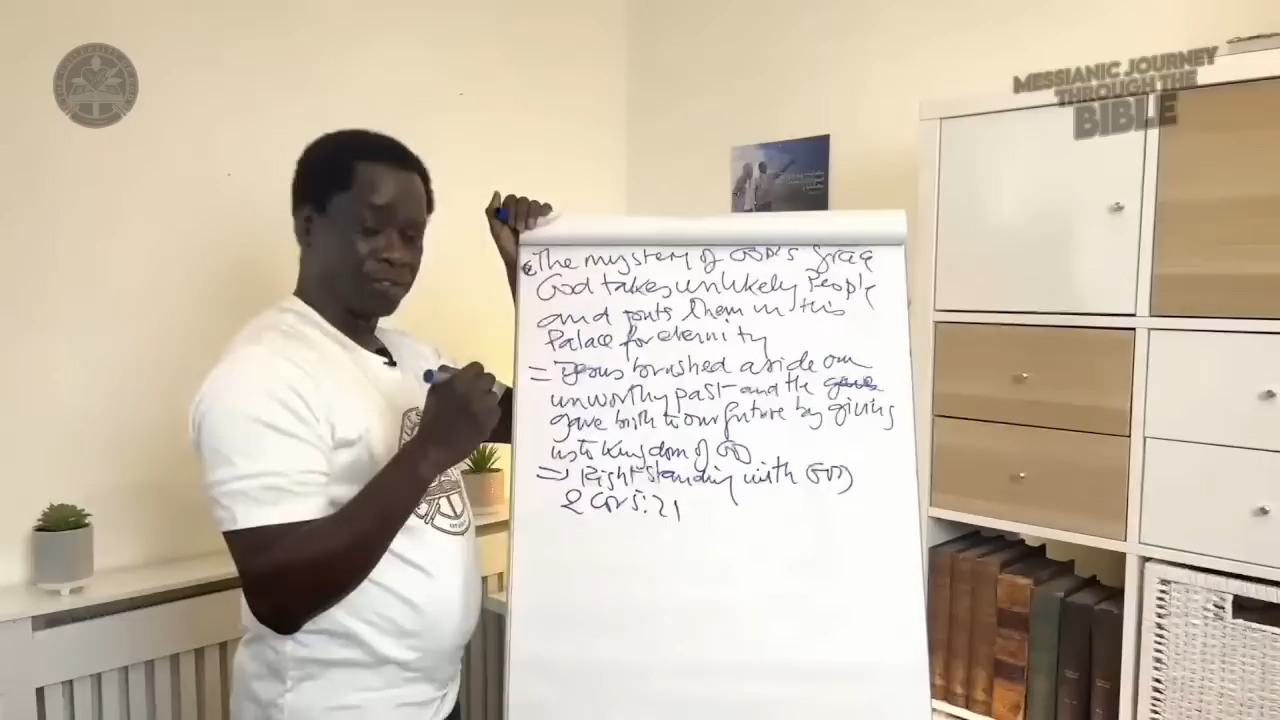 MESSIANIC JOURNEY
THROUGH THE
BIBLE
The mystery of GOD'S Grace
God takes unlikely People
and puts them in this
Palace for eternity
= Jesus brushed aside our
unworthy past and the gave
gave birth to our future by giving
us to Kingdom of GOD
=> Right standing with GOD
2 Cor 5:21